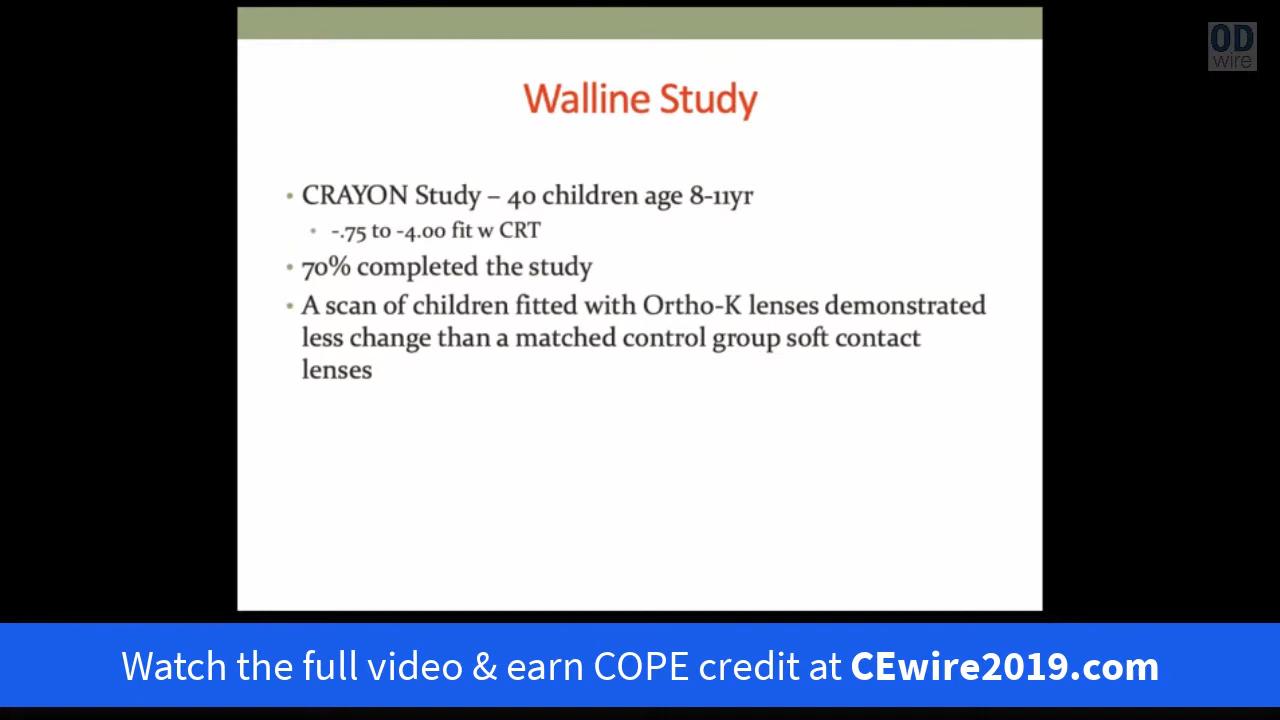 OD
wire
Walline Study
• CRAYON Study – 40 children age 8-11yr
• -.75 to -4.00 fit w CRT
• 70% completed the study
• A scan of children fitted with Ortho-K lenses demonstrated
less change than a matched control group soft contact
lenses
Watch the full video & earn COPE credit at CEwire2019.com